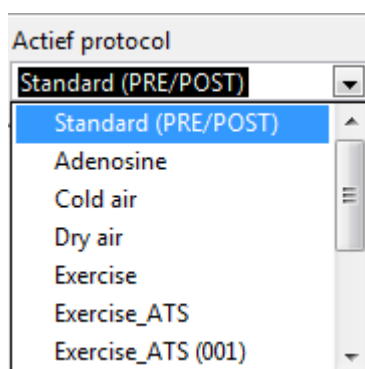 Actief protocol
Standard (PRE/POST)
Standard (PRE/POST)
Adenosine
Cold air
Dry air
Exercise
Exercise_ATS
Exercise_ATS (001)